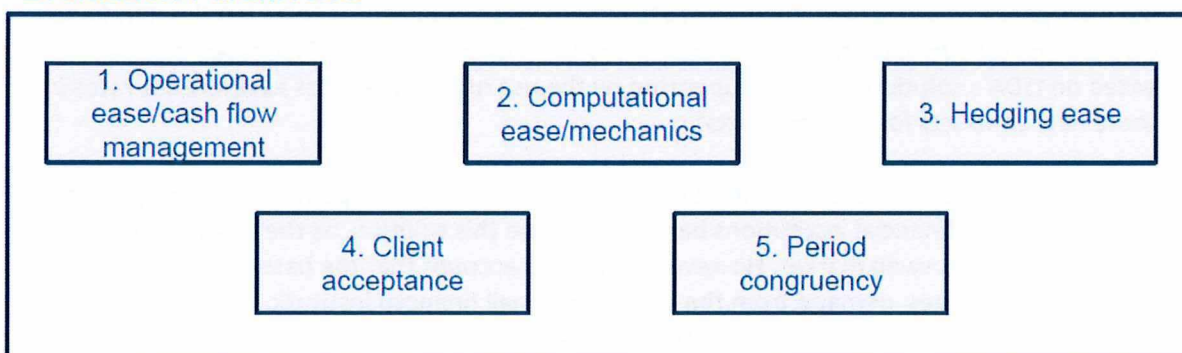 1. Operational
ease/cash flow
management
2. Computational
ease/mechanics
3. Hedging ease
4. Client
acceptance
5. Period
congruency